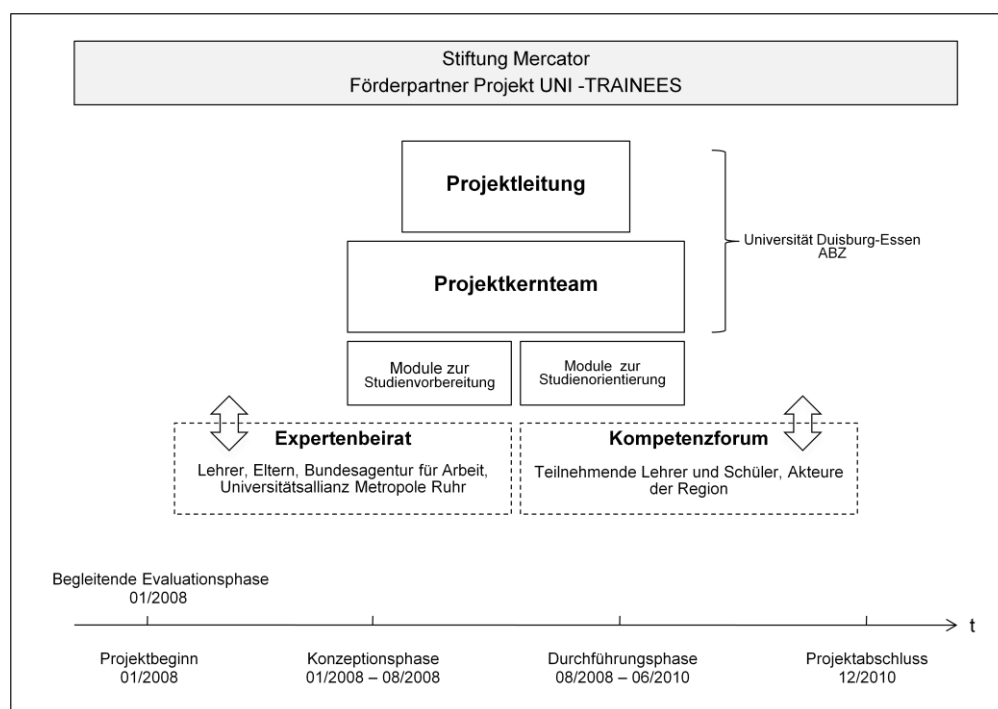 Stiftung Mercator
Förderpartner Projekt UNI -TRAINEES
Projektleitung
Projektkernteam
Universität Duisburg-Essen
ABZ
Module zur
Studienvorbereitung
Module zur
Studienorientierung
Expertenbeirat
Lehrer, Eltern, Bundesagentur für Arbeit,
Universitätsallianz Metropole Ruhr
Kompetenzforum
Teilnehmende Lehrer und Schüler, Akteure
der Region
Begleitende Evaluationsphase
01/2008
t
Projektbeginn
01/2008
Konzeptionsphase
01/2008 – 08/2008
Durchführungsphase
08/2008 – 06/2010
Projektabschluss
12/2010